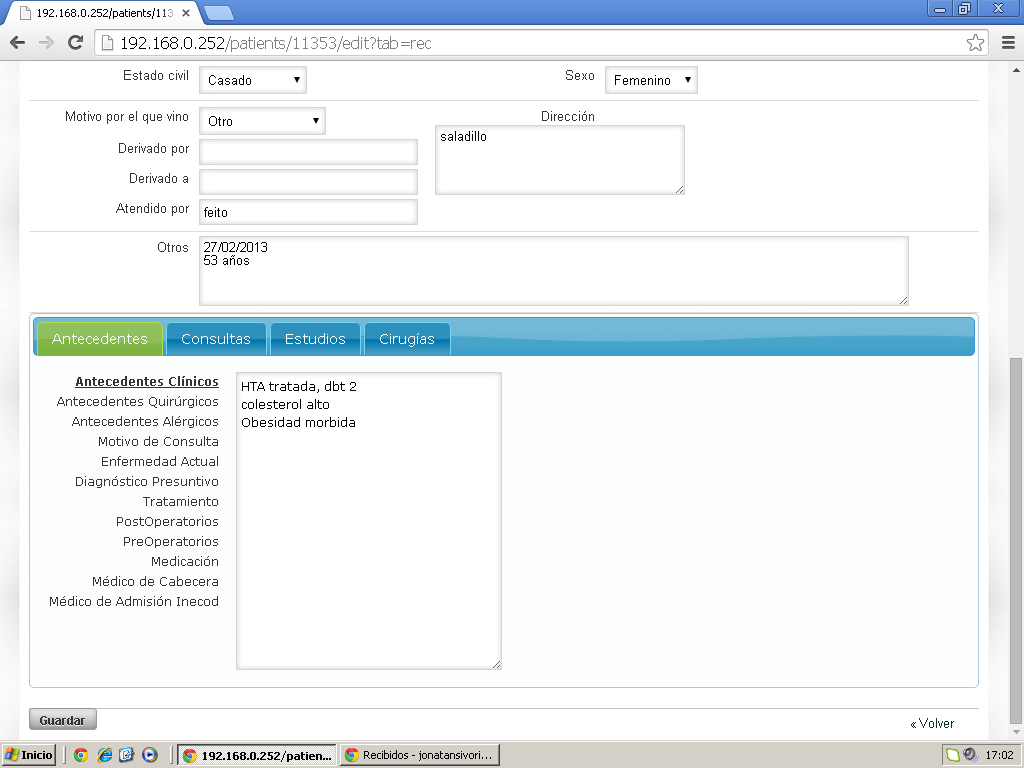 192.168.0.252/patients/113
192.168.0.252/patients/11353/edit?tab=rec
Estado civil
Casado
Sexo
Femenino
Motivo por el que vino
Otro
Dirección
saladillo
Derivado por
Derivado a
Atendido por
feito
Otros
27/02/2013
53 años
Antecedentes
Consultas
Estudios
Cirugías
Antecedentes Clínicos
Antecedentes Quirúrgicos
Antecedentes Alérgicos
Motivo de Consulta
Enfermedad Actual
Diagnóstico Presuntivo
Tratamiento
PostOperatorios
PreOperatorios
Medicación
Médico de Cabecera
Médico de Admisión Inecod
HTA tratada, dbt 2
colesterol alto
Obesidad morbida
Guardar
« Volver
Inicio
192.168.0.252/patien...
Recibidos - jonatansivori...
17:02